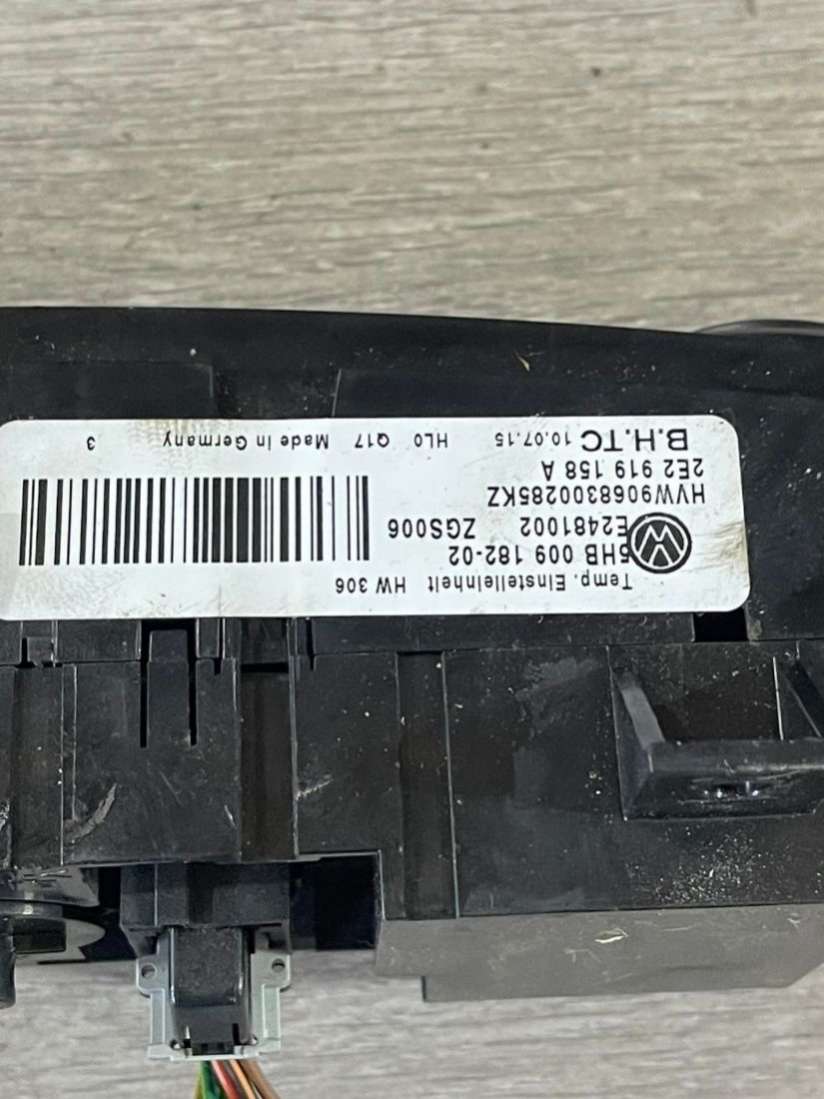 Temp. Einstelleinheit HW 306
5HB 009 182-02
E2481002 ZGS006
HVW9068300285KZ
2E2 919 158 A
B.H.TC 10.07.15 HL0 Q17 Made in Germany 3